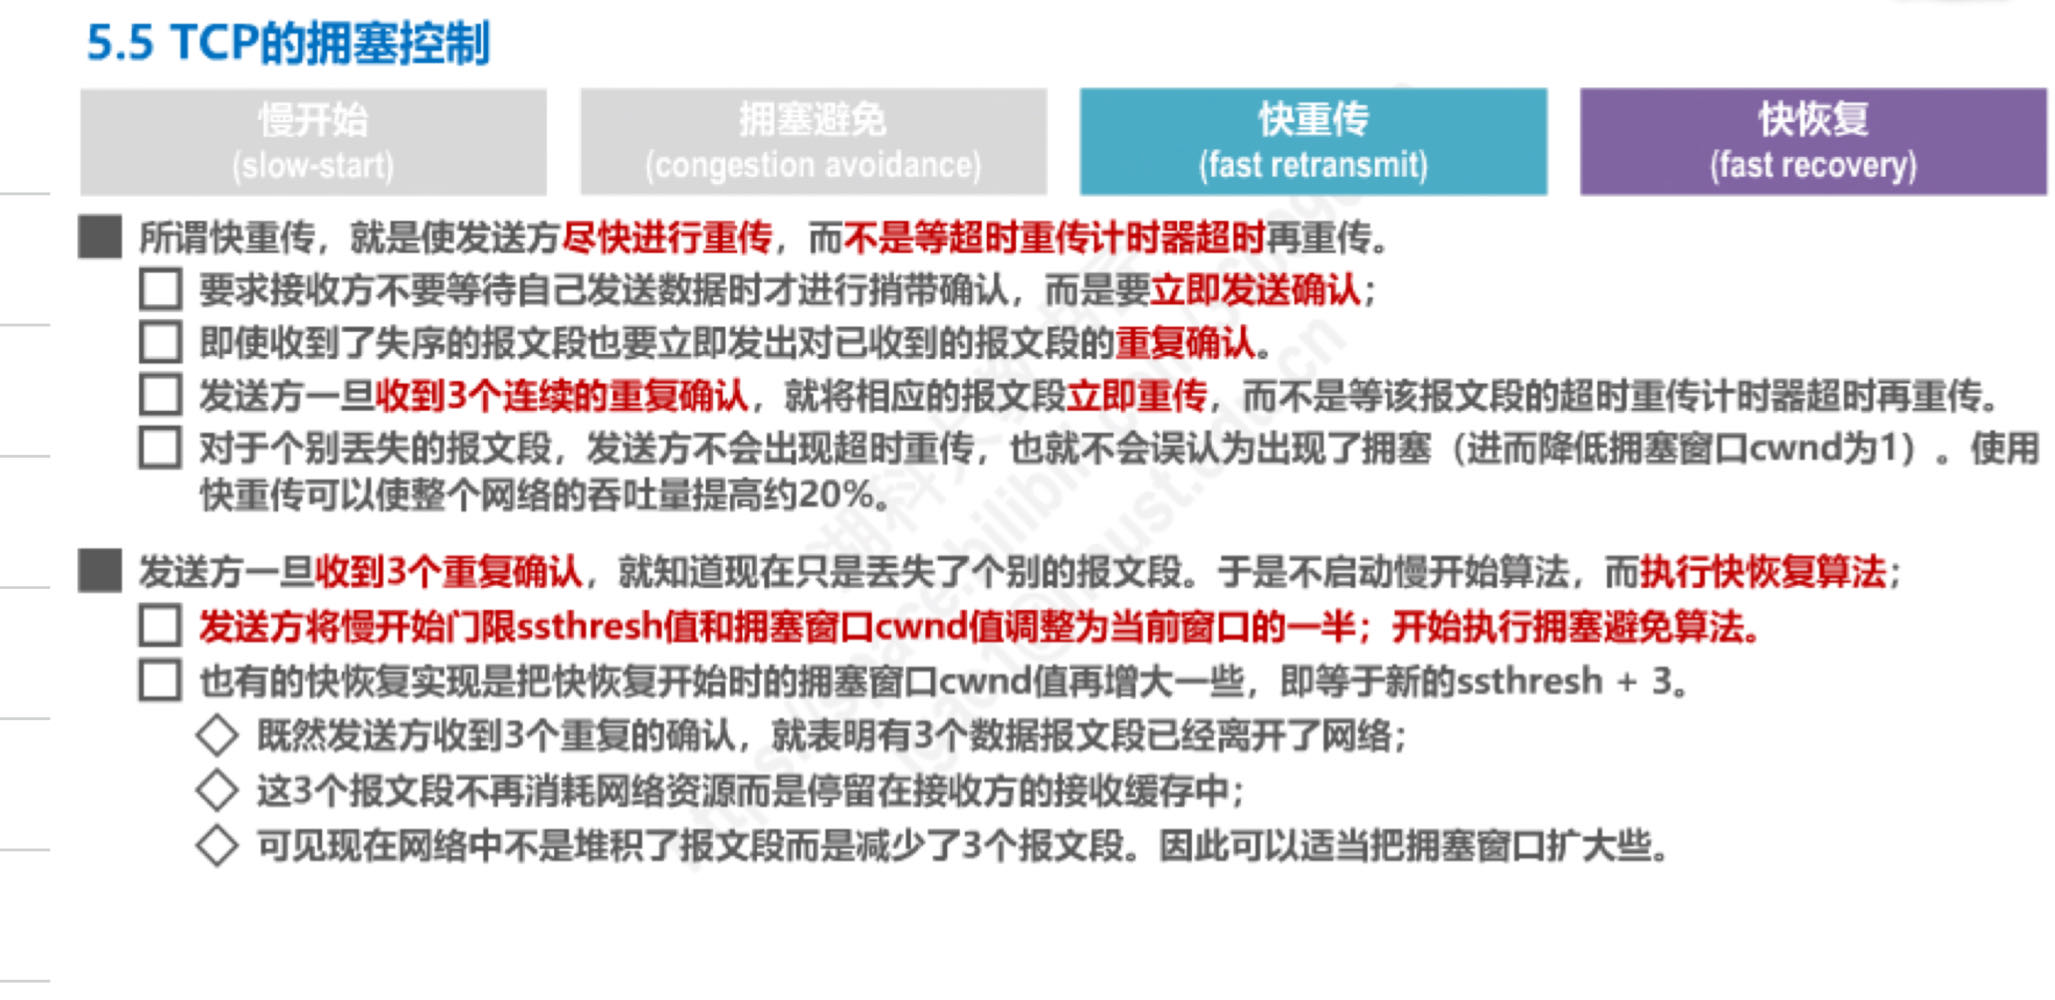 5.5 TCP的拥塞控制
慢开始
(slow-start)
拥塞避免
(congestion avoidance)
快重传
(fast retransmit)
快恢复
(fast recovery)
所谓快重传，就是使发送方尽快进行重传，而不是等超时重传计时器超时再重传。
要求接收方不要等待自己发送数据时才进行捎带确认，而是要立即发送确认；
即使收到了失序的报文段也要立即发出对已收到的报文段的重复确认。
发送方一旦收到3个连续的重复确认，就将相应的报文段立即重传，而不是等该报文段的超时重传计时器超时再重传。
对于个别丢失的报文段，发送方不会出现超时重传，也就不会误认为出现了拥塞（进而降低拥塞窗口cwnd为1）。使用
快重传可以使整个网络的吞吐量提高约20%。
发送方一旦收到3个重复确认，就知道现在只是丢失了个别的报文段。于是不启动慢开始算法，而执行快恢复算法；
发送方将慢开始门限ssthresh值和拥塞窗口cwnd值调整为当前窗口的一半；开始执行拥塞避免算法。
也有的快恢复实现是把快恢复开始时的拥塞窗口cwnd值再增大一些，即等于新的ssthresh + 3。
既然发送方收到3个重复的确认，就表明有3个数据报文段已经离开了网络；
这3个报文段不再消耗网络资源而是停留在接收方的接收缓存中；
可见现在网络中不是堆积了报文段而是减少了3个报文段。因此可以适当把拥塞窗口扩大些。